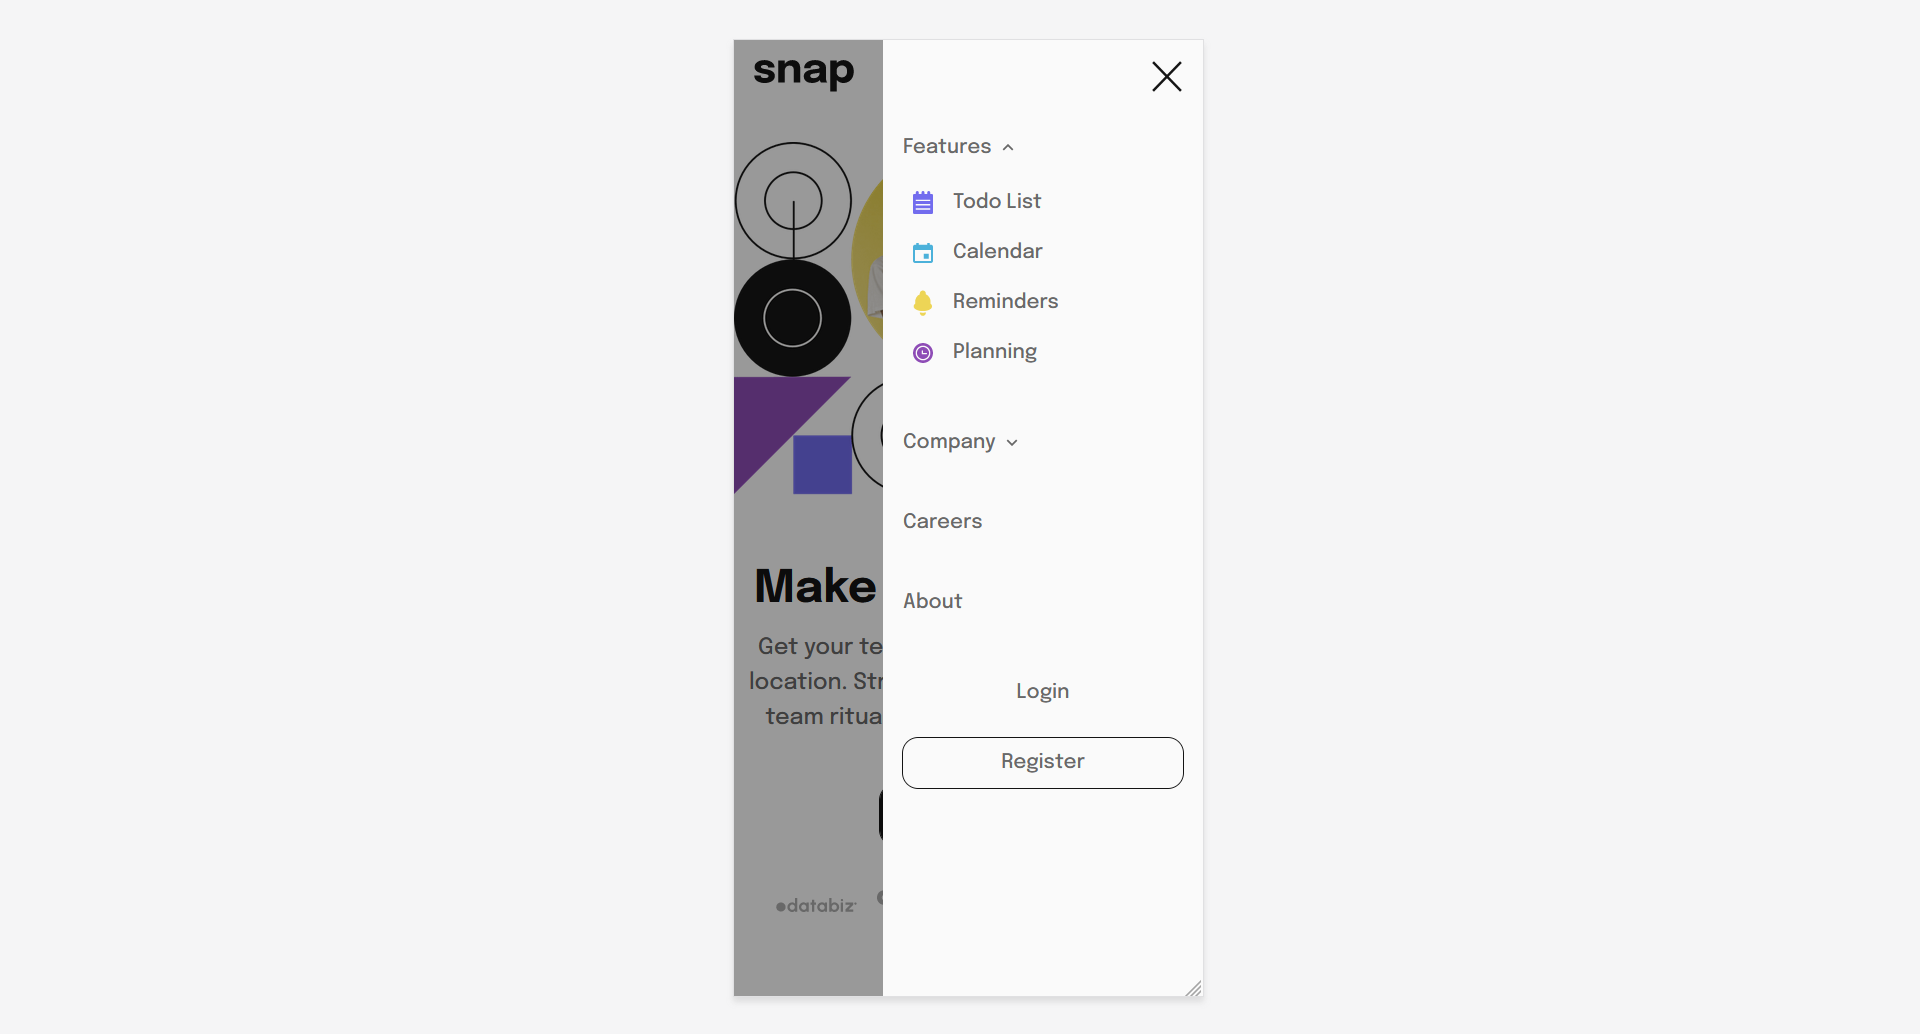 snap
Make
Get your te
location. Str
team ritua
databiz
Features
Todo List
Calendar
Reminders
Planning
Company
Careers
About
Login
Register